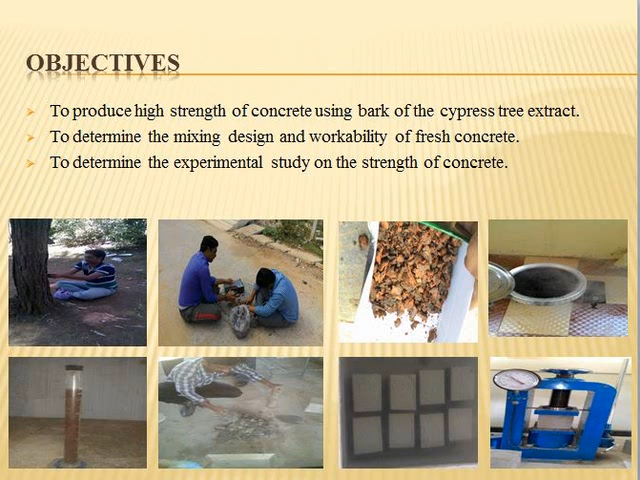 OBJECTIVES
To produce high strength of concrete using bark of the cypress tree extract.
To determine the mixing design and workability of fresh concrete.
To determine the experimental study on the strength of concrete.